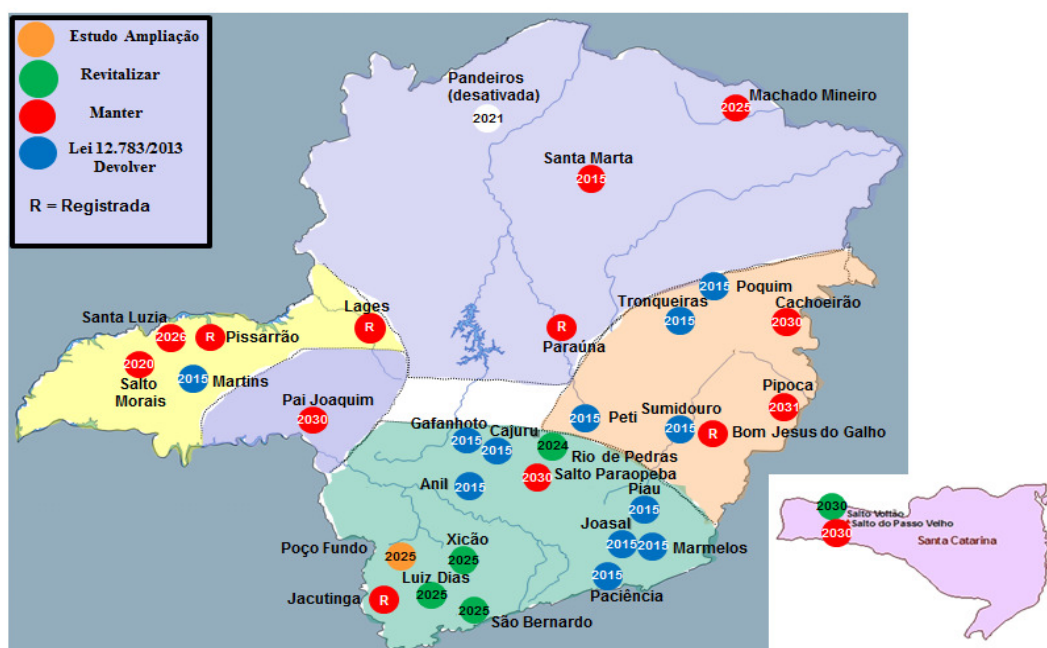 Estudo Ampliação
Revitalizar
Manter
Lei 12.783/2013
Devolver
R = Registrada
Pandeiros
(desativada)
2021
Machado Mineiro
2025
Santa Marta
2015
2015
Poquim
Tronqueiras
2015
Cachoeirão
2030
Lages
R
Santa Luzia
2026
R
Pissarrão
R
Paraúna
2020
Salto
Morais
2015
Martins
Pipoca
2031
Pai Joaquim
2030
2015
Peti
Sumidouro
2015
R
Bom Jesus do Galho
Gafanhoto
2015
Cajuru
2015
2024
Rio de Pedras
Salto Paraopeba
2030
Anil
2015
Piau
2015
Joasal
2015
2015
Marmelos
Poço Fundo
2025
Xicão
2025
Luiz Dias
2025
2015
Paciência
Jacutinga
R
2025
São Bernardo
2030
Salto Voltão
Salto do Passo Velho
2030
Santa Catarina